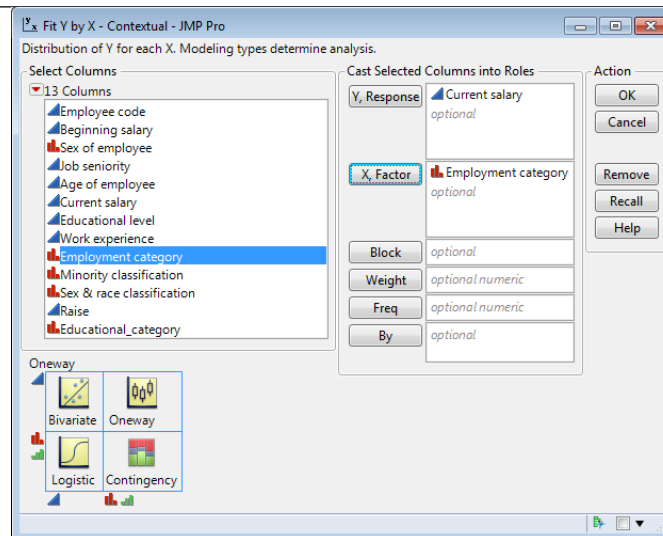 Fit Y by X - Contextual - JMP Pro
Distribution of Y for each X. Modeling types determine analysis.
Select Columns
13 Columns
Employee code
Beginning salary
Sex of employee
Job seniority
Age of employee
Current salary
Educational level
Work experience
Employment category
Minority classification
Sex & race classification
Raise
Educational_category
Cast Selected Columns into Roles
Y, Response
Current salary
optional
X, Factor
Employment category
optional
Block
optional
Weight
optional numeric
Freq
optional numeric
By
optional
Action
OK
Cancel
Remove
Recall
Help
Oneway
Bivariate
Oneway
Logistic
Contingency